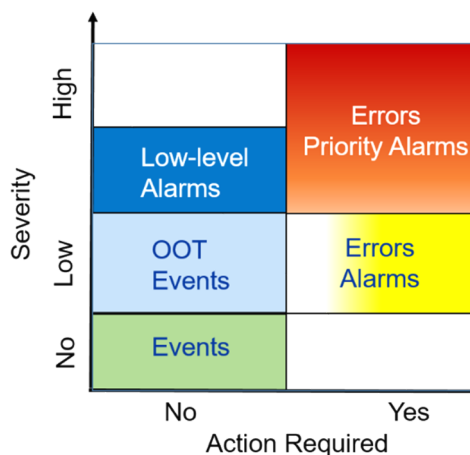 High
Errors
Priority Alarms
Low-level
Alarms
Severity
Low
OOT
Events
Errors
Alarms
No
Events
No
Yes
Action Required